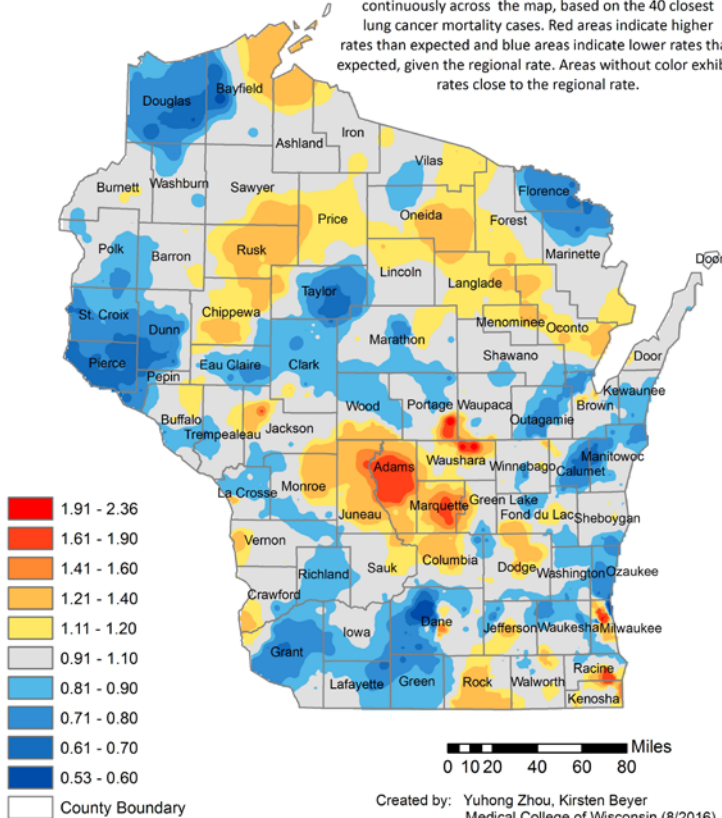 continuously across the map, based on the 40 closest
lung cancer mortality cases. Red areas indicate higher
rates than expected and blue areas indicate lower rates tha
expected, given the regional rate. Areas without color exhib
rates close to the regional rate.
Douglas
Bayfield
Ashland
Iron
Vilas
Burnett
Washburn
Sawyer
Florence
Price
Oneida
Forest
Polk
Barron
Rusk
Marinette
Door
Lincoln
Langlade
Taylor
St. Croix
Chippewa
Dunn
Menominee
Oconto
Marathon
Shawano
Door
Pierce
Eau Claire
Clark
Pepin
Kewaunee
Buffalo
Wood
Portage
Waupaca
Brown
Outagamie
Trempealeau
Jackson
Manitowoc
Adams
Waushara
Winnebago
Calumet
La Crosse
Monroe
Juneau
Marquette
Green Lake
Fond du Lac
Sheboygan
Vernon
Richland
Sauk
Columbia
Dodge
Washington
Ozaukee
Crawford
Iowa
Dane
Jefferson
Waukesha
Milwaukee
Grant
Lafayette
Green
Rock
Walworth
Racine
Kenosha
1.91 - 2.36
1.61 - 1.90
1.41 - 1.60
1.21 - 1.40
1.11 - 1.20
0.91 - 1.10
0.81 - 0.90
0.71 - 0.80
0.61 - 0.70
0.53 - 0.60
County Boundary
Miles
0 10 20 40 60 80
Created by: Yuhong Zhou, Kirsten Beyer
Medical College of Wisconsin (8/2016)